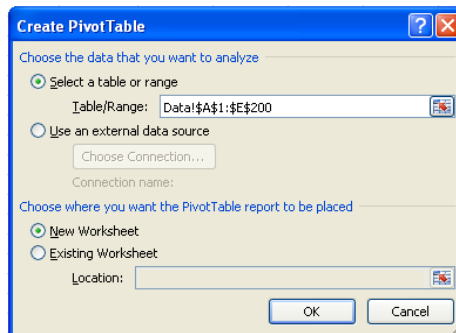 Create PivotTable
Choose the data that you want to analyze
Select a table or range
Table/Range: Data!$A$1:$E$200
Use an external data source
Choose Connection...
Connection name:
Choose where you want the PivotTable report to be placed
New Worksheet
Existing Worksheet
Location:
OK Cancel